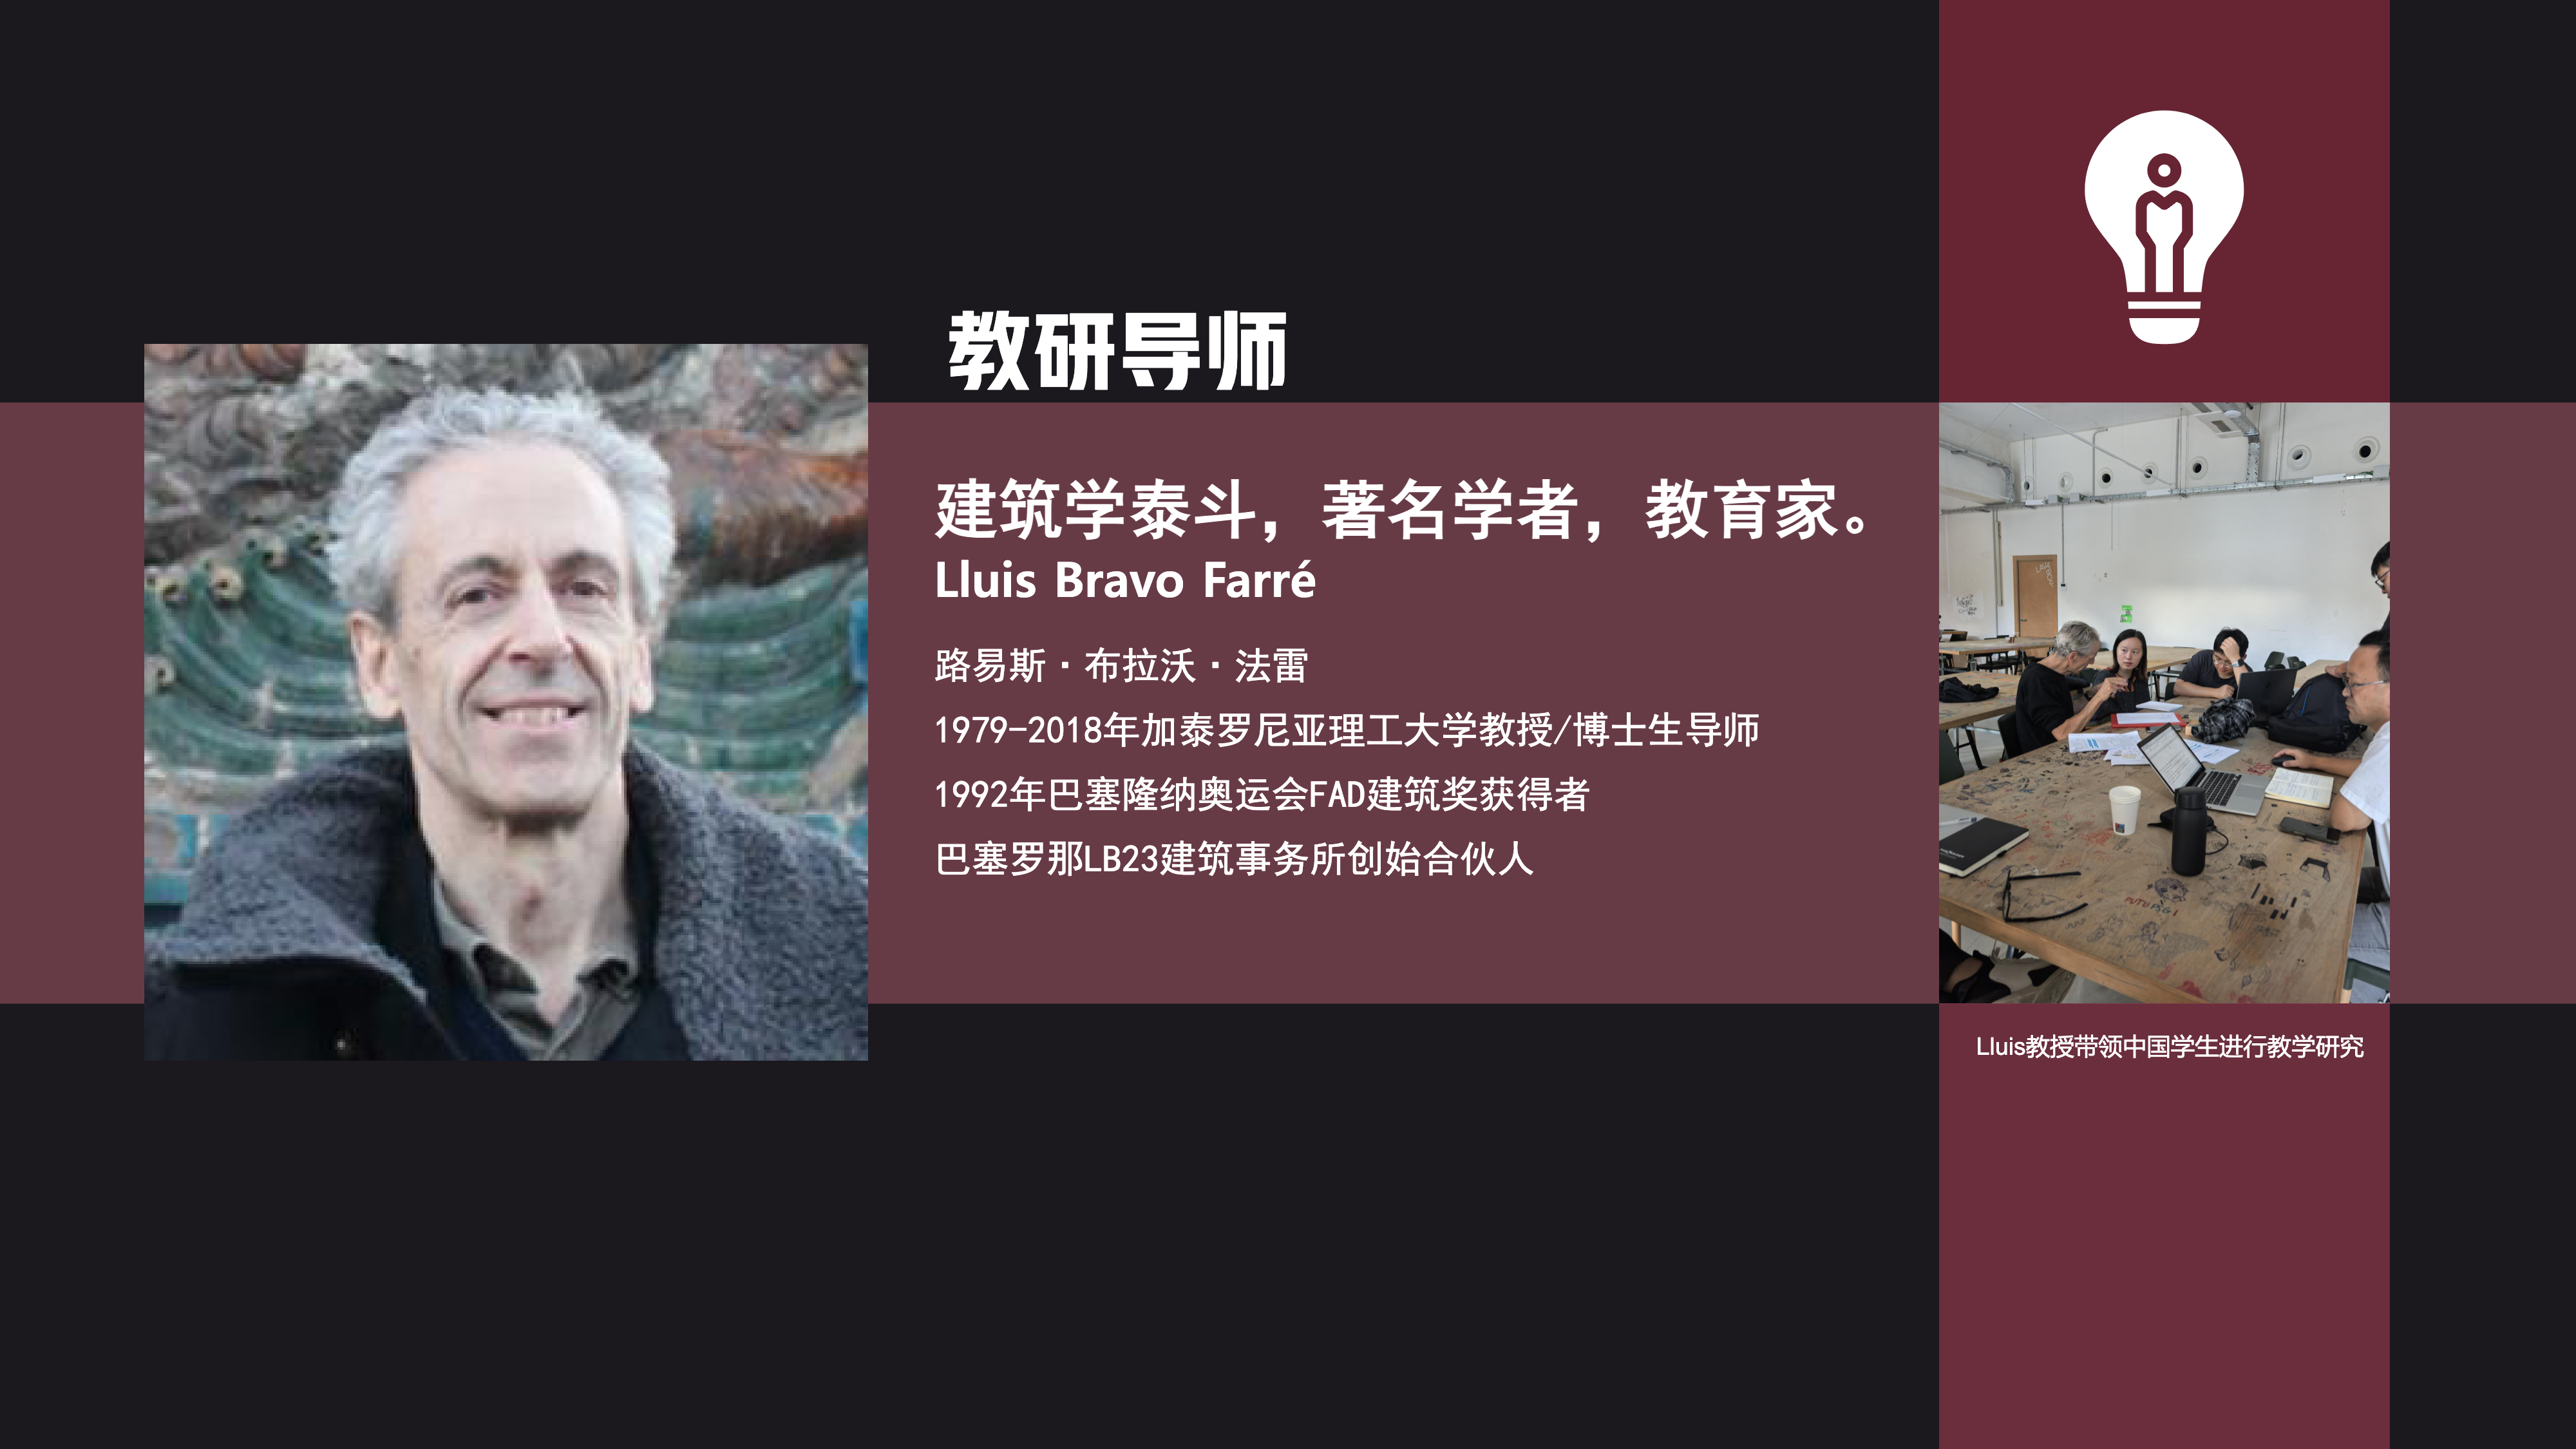 教研导师
建筑学泰斗，著名学者，教育家。
Lluis Bravo Farré
路易斯·布拉沃·法雷
1979-2018年加泰罗尼亚理工大学教授/博士生导师
1992年巴塞隆纳奥运会FAD建筑奖获得者
巴塞罗那LB23建筑事务所创始合伙人
Lluis教授带领中国学生进行教学研究